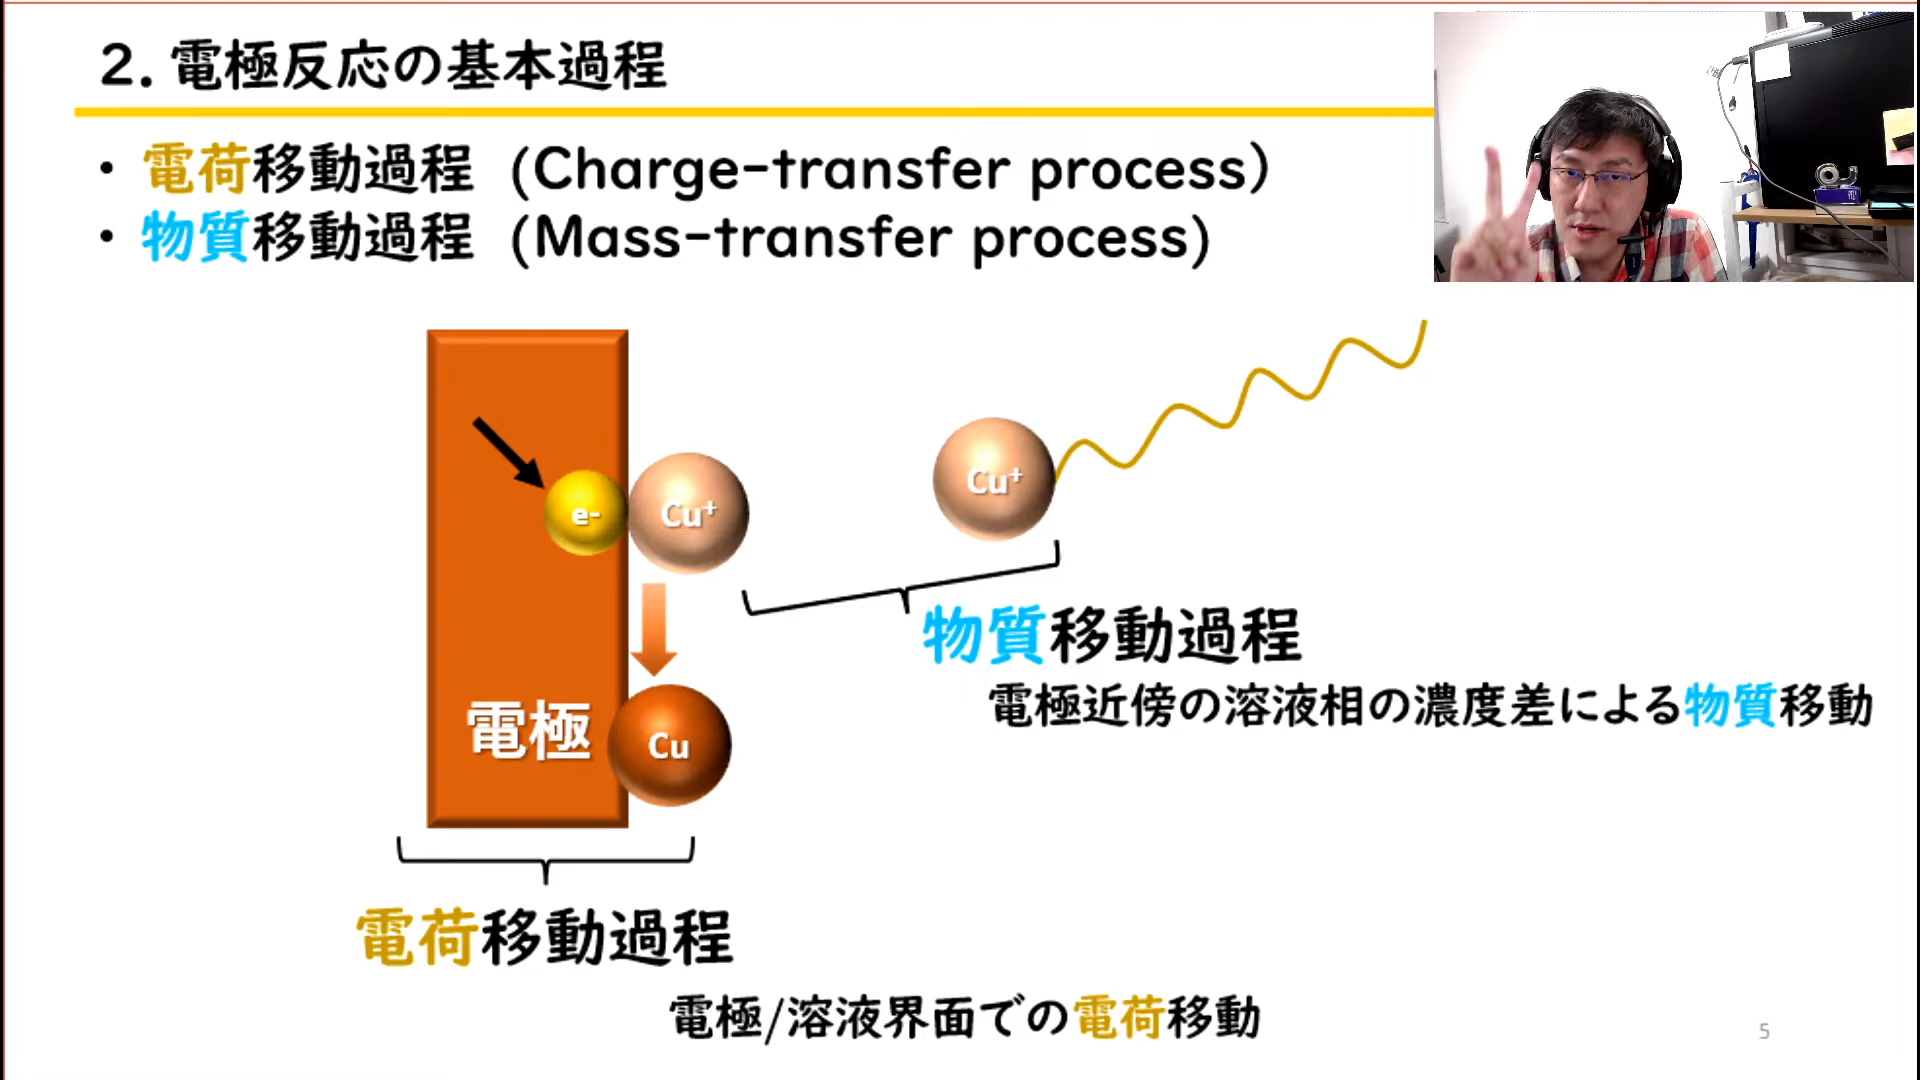 2. 電極反応の基本過程
・電荷移動過程 (Charge-transfer process)
・物質移動過程 (Mass-transfer process)
Cu⁺
e-
Cu⁺
物質移動過程
電極近傍の溶液相の濃度差による物質移動
電極
Cu
電荷移動過程
電極/溶液界面での電荷移動
5